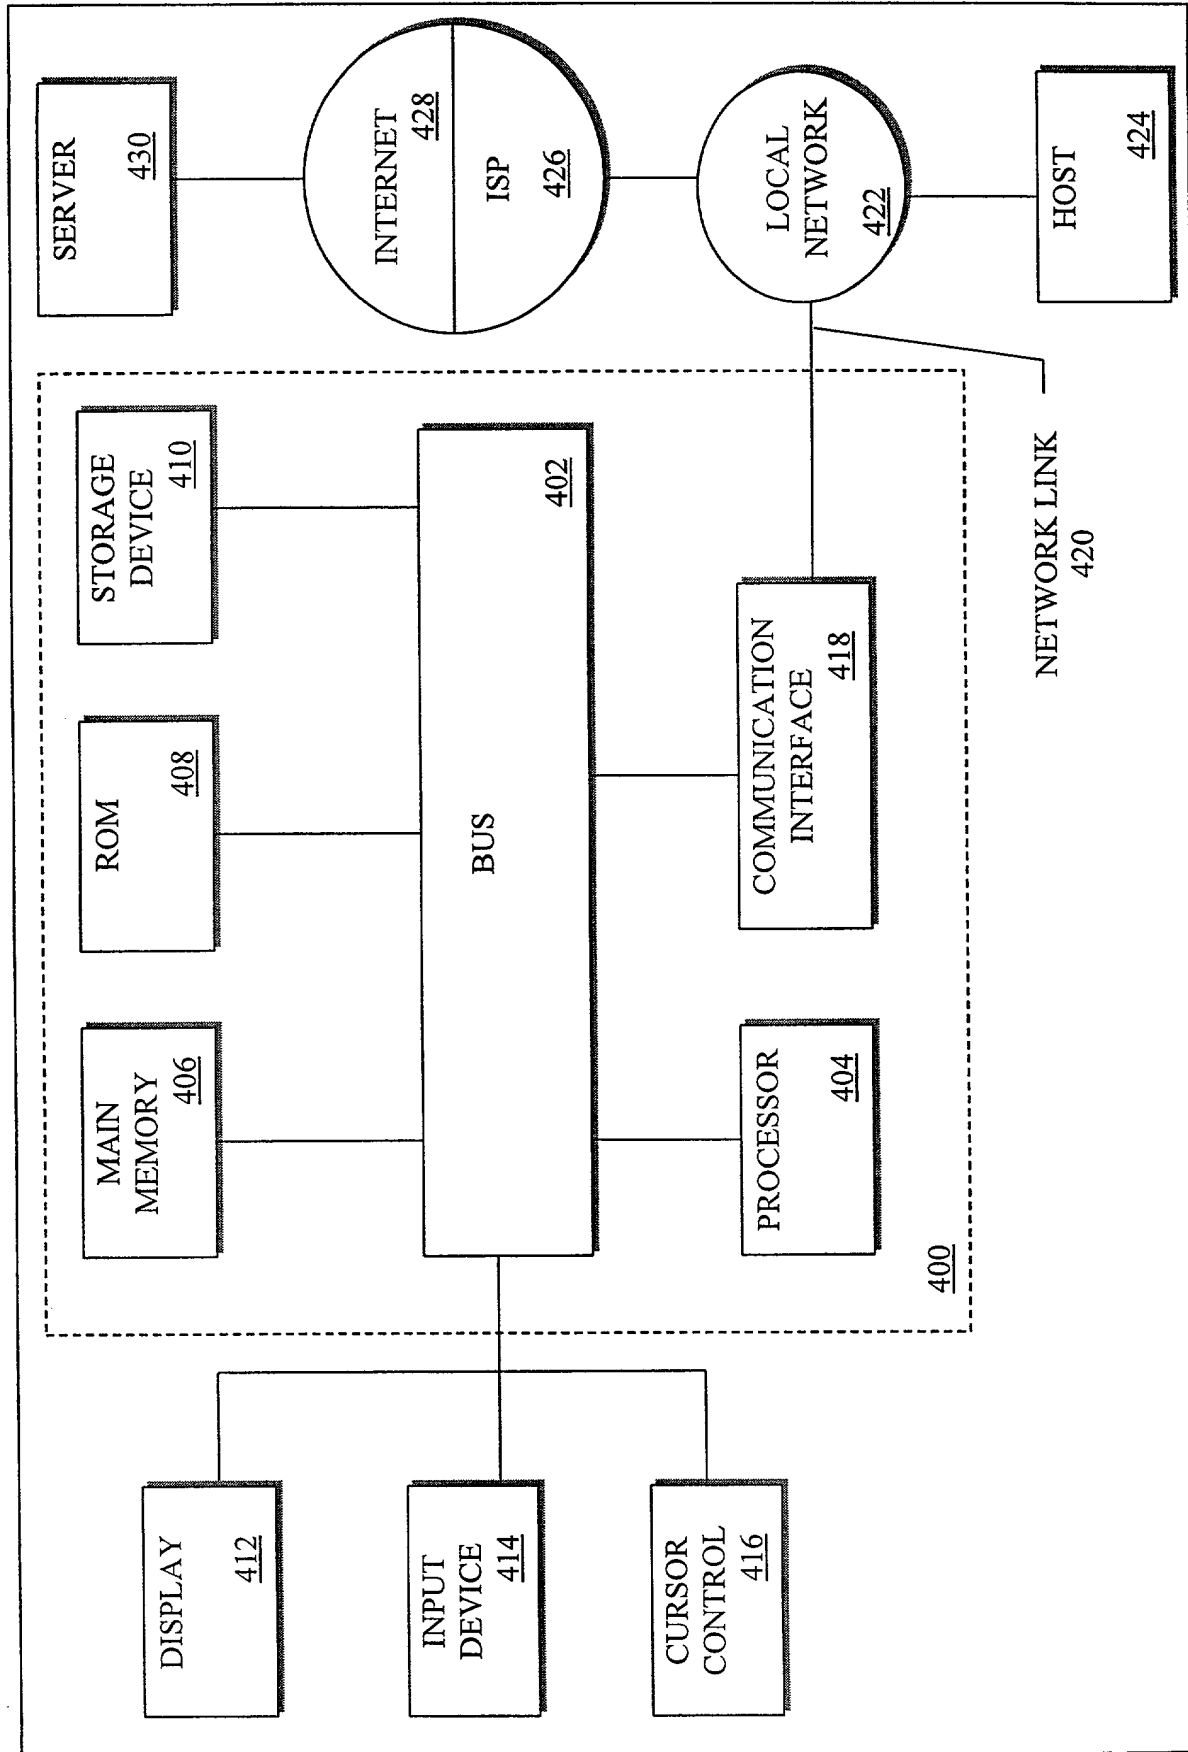 DISPLAY
412
INPUT
DEVICE
414
CURSOR
CONTROL
416
MAIN
MEMORY
406
ROM
408
STORAGE
DEVICE
410
BUS
402
PROCESSOR
404
COMMUNICATION
INTERFACE
418
400
SERVER
430
INTERNET
428
ISP
426
LOCAL
NETWORK
422
HOST
424
NETWORK LINK
420